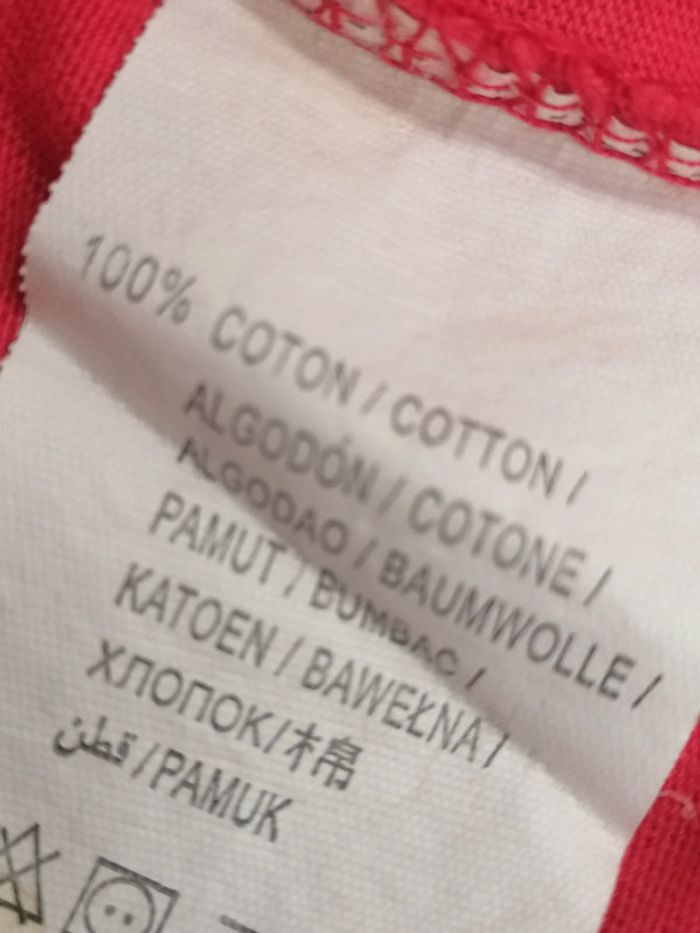 100% COTON / COTTON /
ALGODÓN / COTONE /
ALGODAO / BAUMWOLLE /
PAMUT / BUMBAC /
KATOEN / BAWEŁNA /
ХЛОПОК/棉
قطن /PAMUK